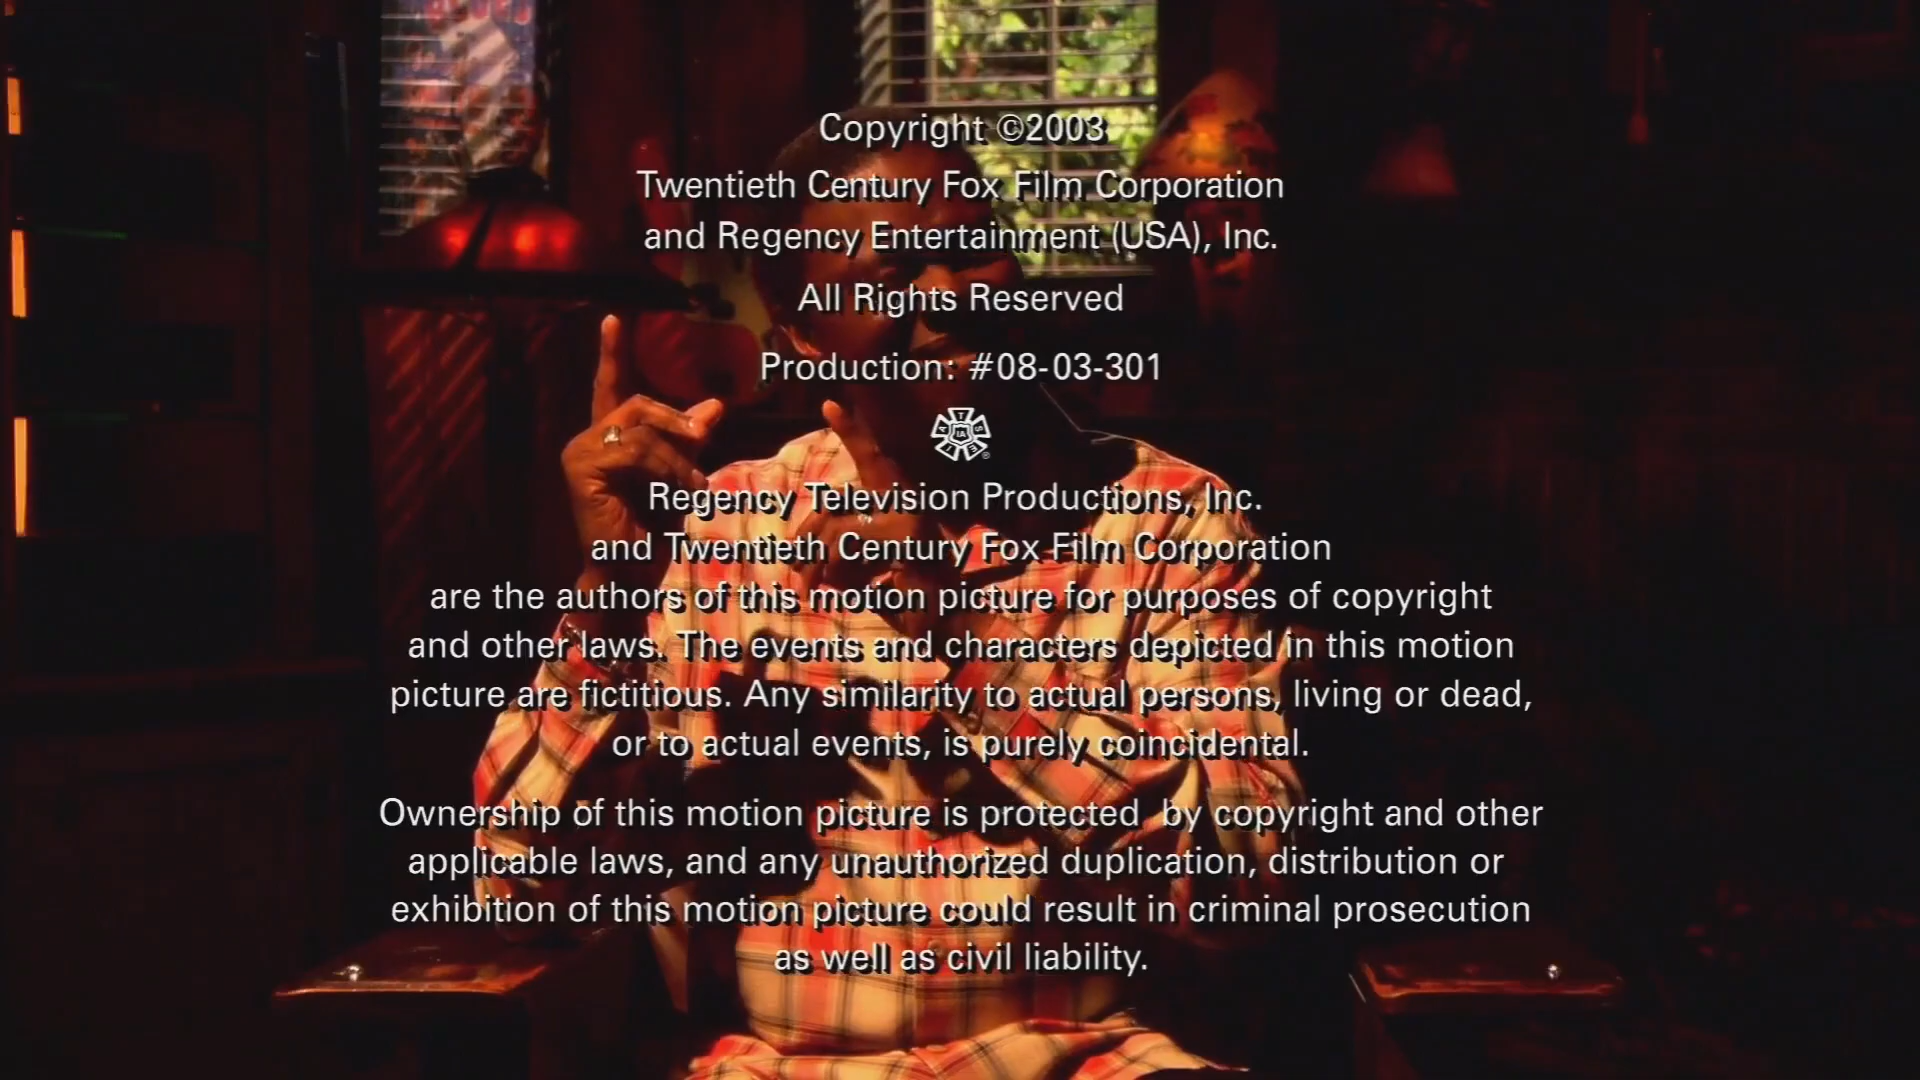 Copyright ©2003
Twentieth Century Fox Film Corporation
and Regency Entertainment (USA), Inc.
All Rights Reserved
Production: #08-03-301
I A T S E
IA
®
Regency Television Productions, Inc.
and Twentieth Century Fox Film Corporation
are the authors of this motion picture for purposes of copyright
and other laws. The events and characters depicted in this motion
picture are fictitious. Any similarity to actual persons, living or dead,
or to actual events, is purely coincidental.
Ownership of this motion picture is protected by copyright and other
applicable laws, and any unauthorized duplication, distribution or
exhibition of this motion picture could result in criminal prosecution
as well as civil liability.